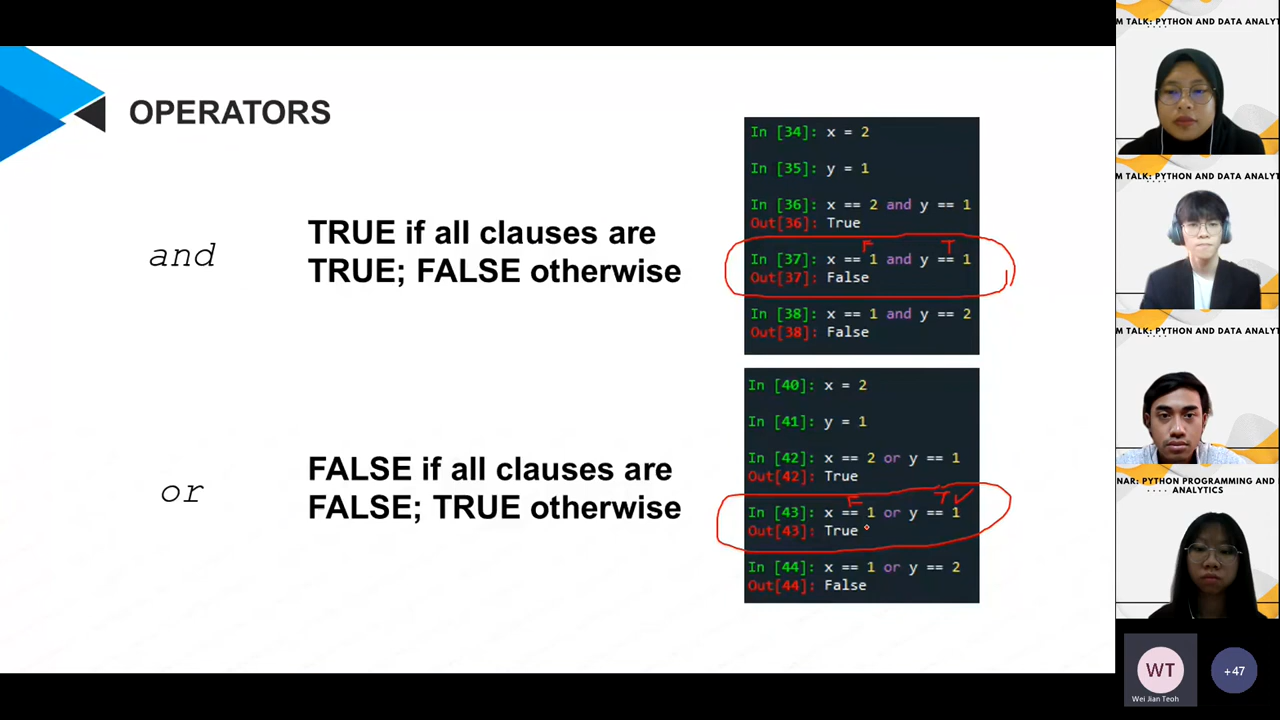 OPERATORS
and
TRUE if all clauses are
TRUE; FALSE otherwise
In [34]: x = 2
In [35]: y = 1
In [36]: x == 2 and y == 1
Out[36]: True
F T
In [37]: x == 1 and y == 1
Out[37]: False
In [38]: x == 1 and y == 2
Out[38]: False
or
FALSE if all clauses are
FALSE; TRUE otherwise
In [40]: x = 2
In [41]: y = 1
In [42]: x == 2 or y == 1
Out[42]: True
F T ✓
In [43]: x == 1 or y == 1
Out[43]: True
In [44]: x == 1 or y == 2
Out[44]: False
M TALK: PYTHON AND DATA ANALYT
M TALK: PYTHON AND DATA ANALYT
M TALK: PYTHON AND DATA ANALYT
NAR: PYTHON PROGRAMMING AND
ANALYTICS
WT
Wei Jian Teoh
+47